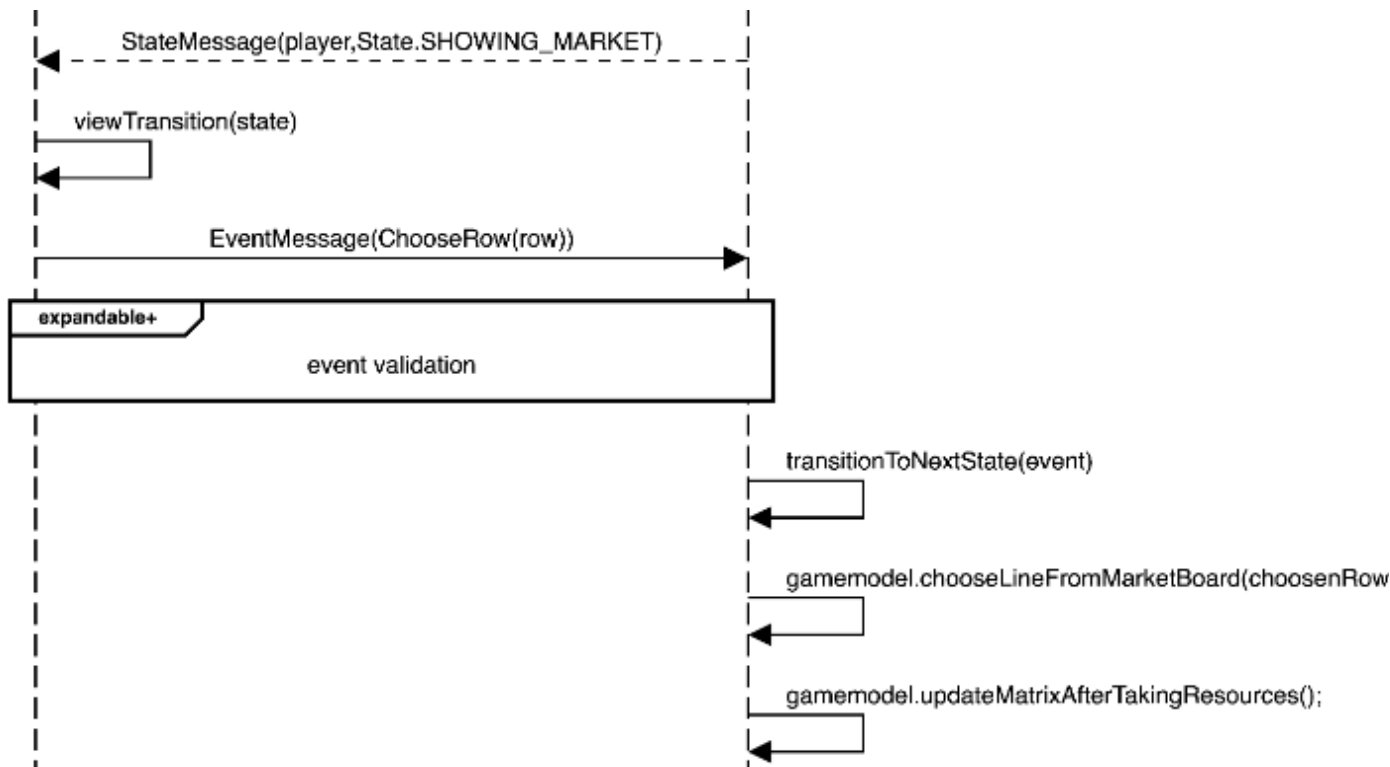 StateMessage(player,State.SHOWING_MARKET)
viewTransition(state)
EventMessage(ChooseRow(row))
expandable+
event validation
transitionToNextState(event)
gamemodel.chooseLineFromMarketBoard(choosenRow
gamemodel.updateMatrixAfterTakingResources();